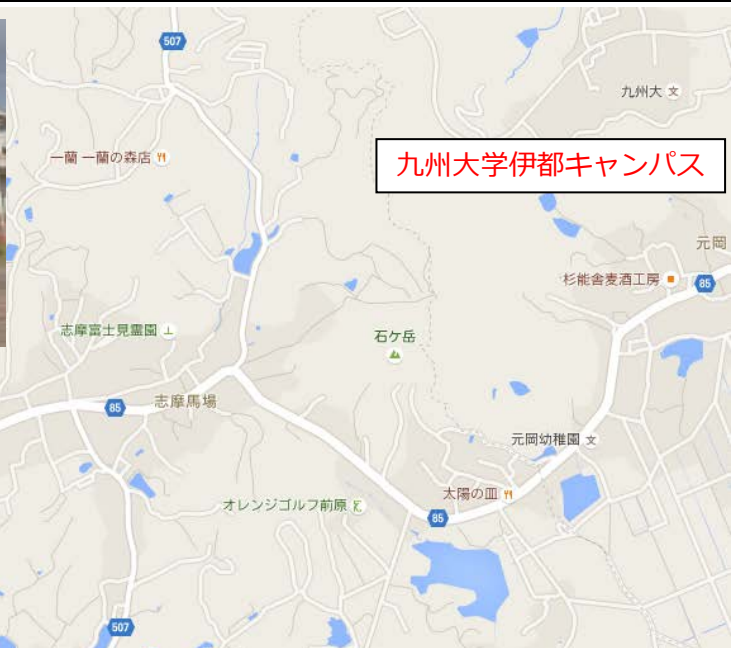 507
九州大
一蘭 一蘭の森店
九州大学伊都キャンパス
元岡
杉能舎麦酒工房
85
志摩富士見霊園
石ケ岳
85
志摩馬場
元岡幼稚園
太陽の皿
オレンジゴルフ前原
85
507